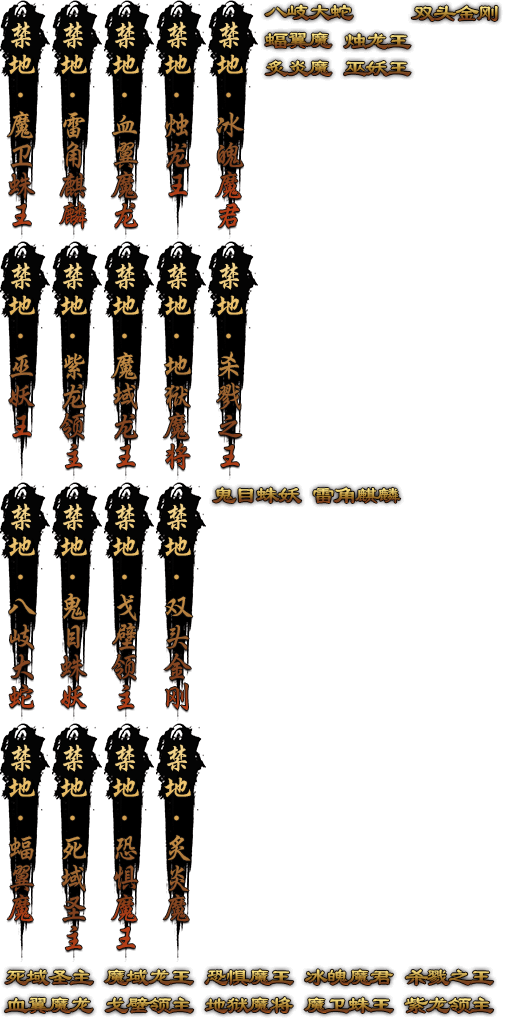 禁地·魔卫蛛王
禁地·雷角麒麟
禁地·血翼魔龙
禁地·烛龙王
禁地·冰魄魔君
八岐大蛇 双头金刚
蝠翼魔 烛龙王
炙炎魔 巫妖王
禁地·巫妖王
禁地·紫龙领主
禁地·魔域龙王
禁地·地狱魔将
禁地·杀戮之王
禁地·八岐大蛇
禁地·鬼目蛛妖
禁地·戈壁领主
禁地·双头金刚
鬼目蛛妖 雷角麒麟
禁地·蝠翼魔
禁地·死域圣主
禁地·恐惧魔王
禁地·炙炎魔
死域圣主 魔域龙王 恐惧魔王 冰魄魔君 杀戮之王
血翼魔龙 戈壁领主 地狱魔将 魔卫蛛王 紫龙领主